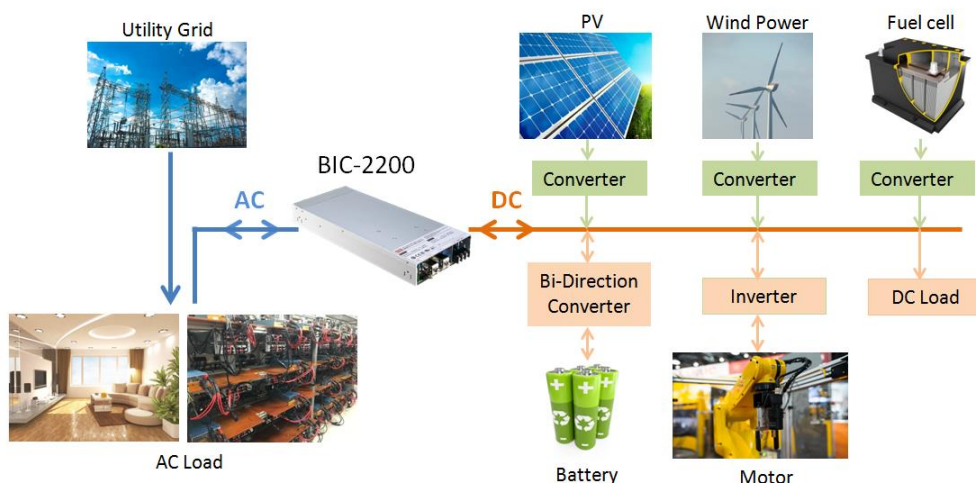 Utility Grid
PV
Wind Power
Fuel cell
BIC-2200
AC
DC
Converter
Converter
Converter
Bi-Direction
Converter
Inverter
DC Load
AC Load
Battery
Motor